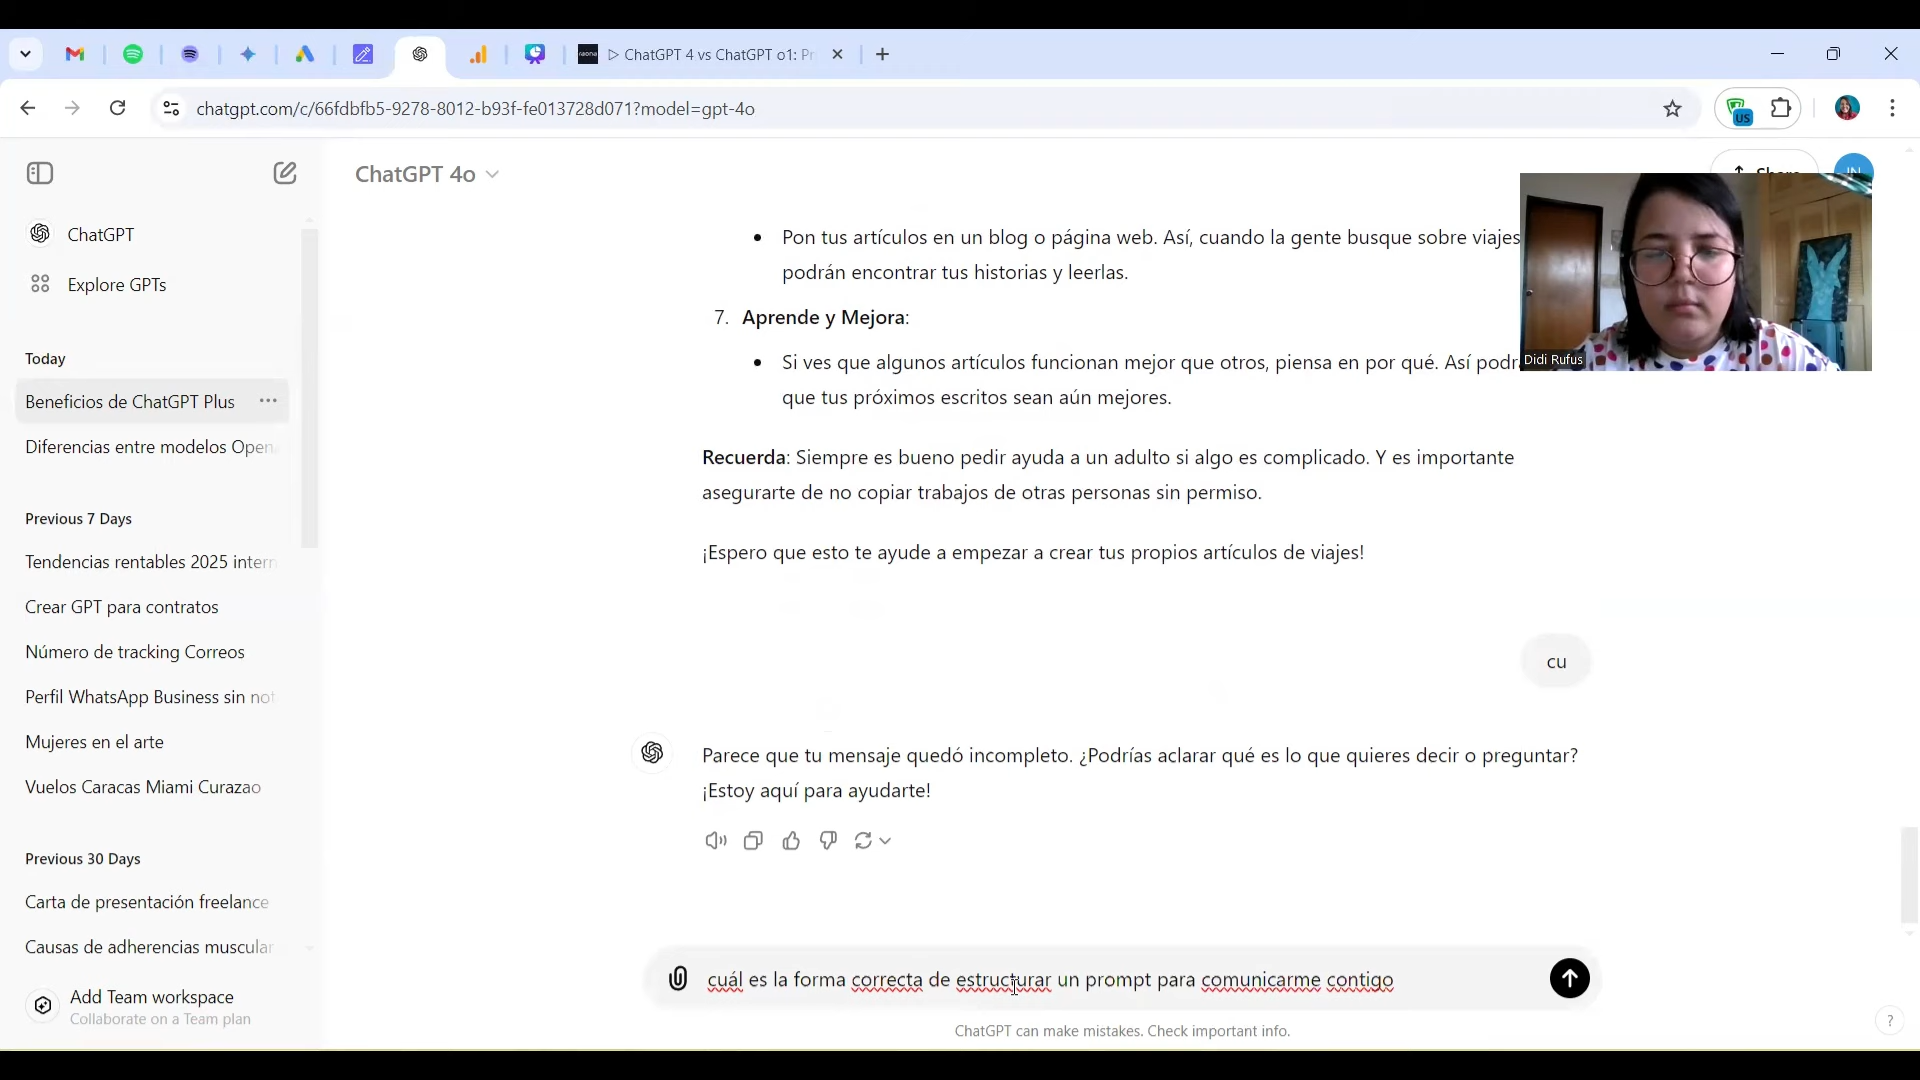 ChatGPT 4 vs ChatGPT o1: Pr
chatgpt.com/c/66fdbfb5-9278-8012-b93f-fe013728d071?model=gpt-4o
US
ChatGPT 4o
Share
JN
ChatGPT
Explore GPTs
Today
Beneficios de ChatGPT Plus
Diferencias entre modelos Open
Previous 7 Days
Tendencias rentables 2025 intern
Crear GPT para contratos
Número de tracking Correos
Perfil WhatsApp Business sin not
Mujeres en el arte
Vuelos Caracas Miami Curazao
Previous 30 Days
Carta de presentación freelance
Causas de adherencias muscular
Add Team workspace
Collaborate on a Team plan
• Pon tus artículos en un blog o página web. Así, cuando la gente busque sobre viajes
podrán encontrar tus historias y leerlas.
7. Aprende y Mejora:
• Si ves que algunos artículos funcionan mejor que otros, piensa en por qué. Así podr
que tus próximos escritos sean aún mejores.
Recuerda: Siempre es bueno pedir ayuda a un adulto si algo es complicado. Y es importante
asegurarte de no copiar trabajos de otras personas sin permiso.
¡Espero que esto te ayude a empezar a crear tus propios artículos de viajes!
Didi Rufus
cu
Parece que tu mensaje quedó incompleto. ¿Podrías aclarar qué es lo que quieres decir o preguntar?
¡Estoy aquí para ayudarte!
cuál es la forma correcta de estructurar un prompt para comunicarme contigo
ChatGPT can make mistakes. Check important info.
?